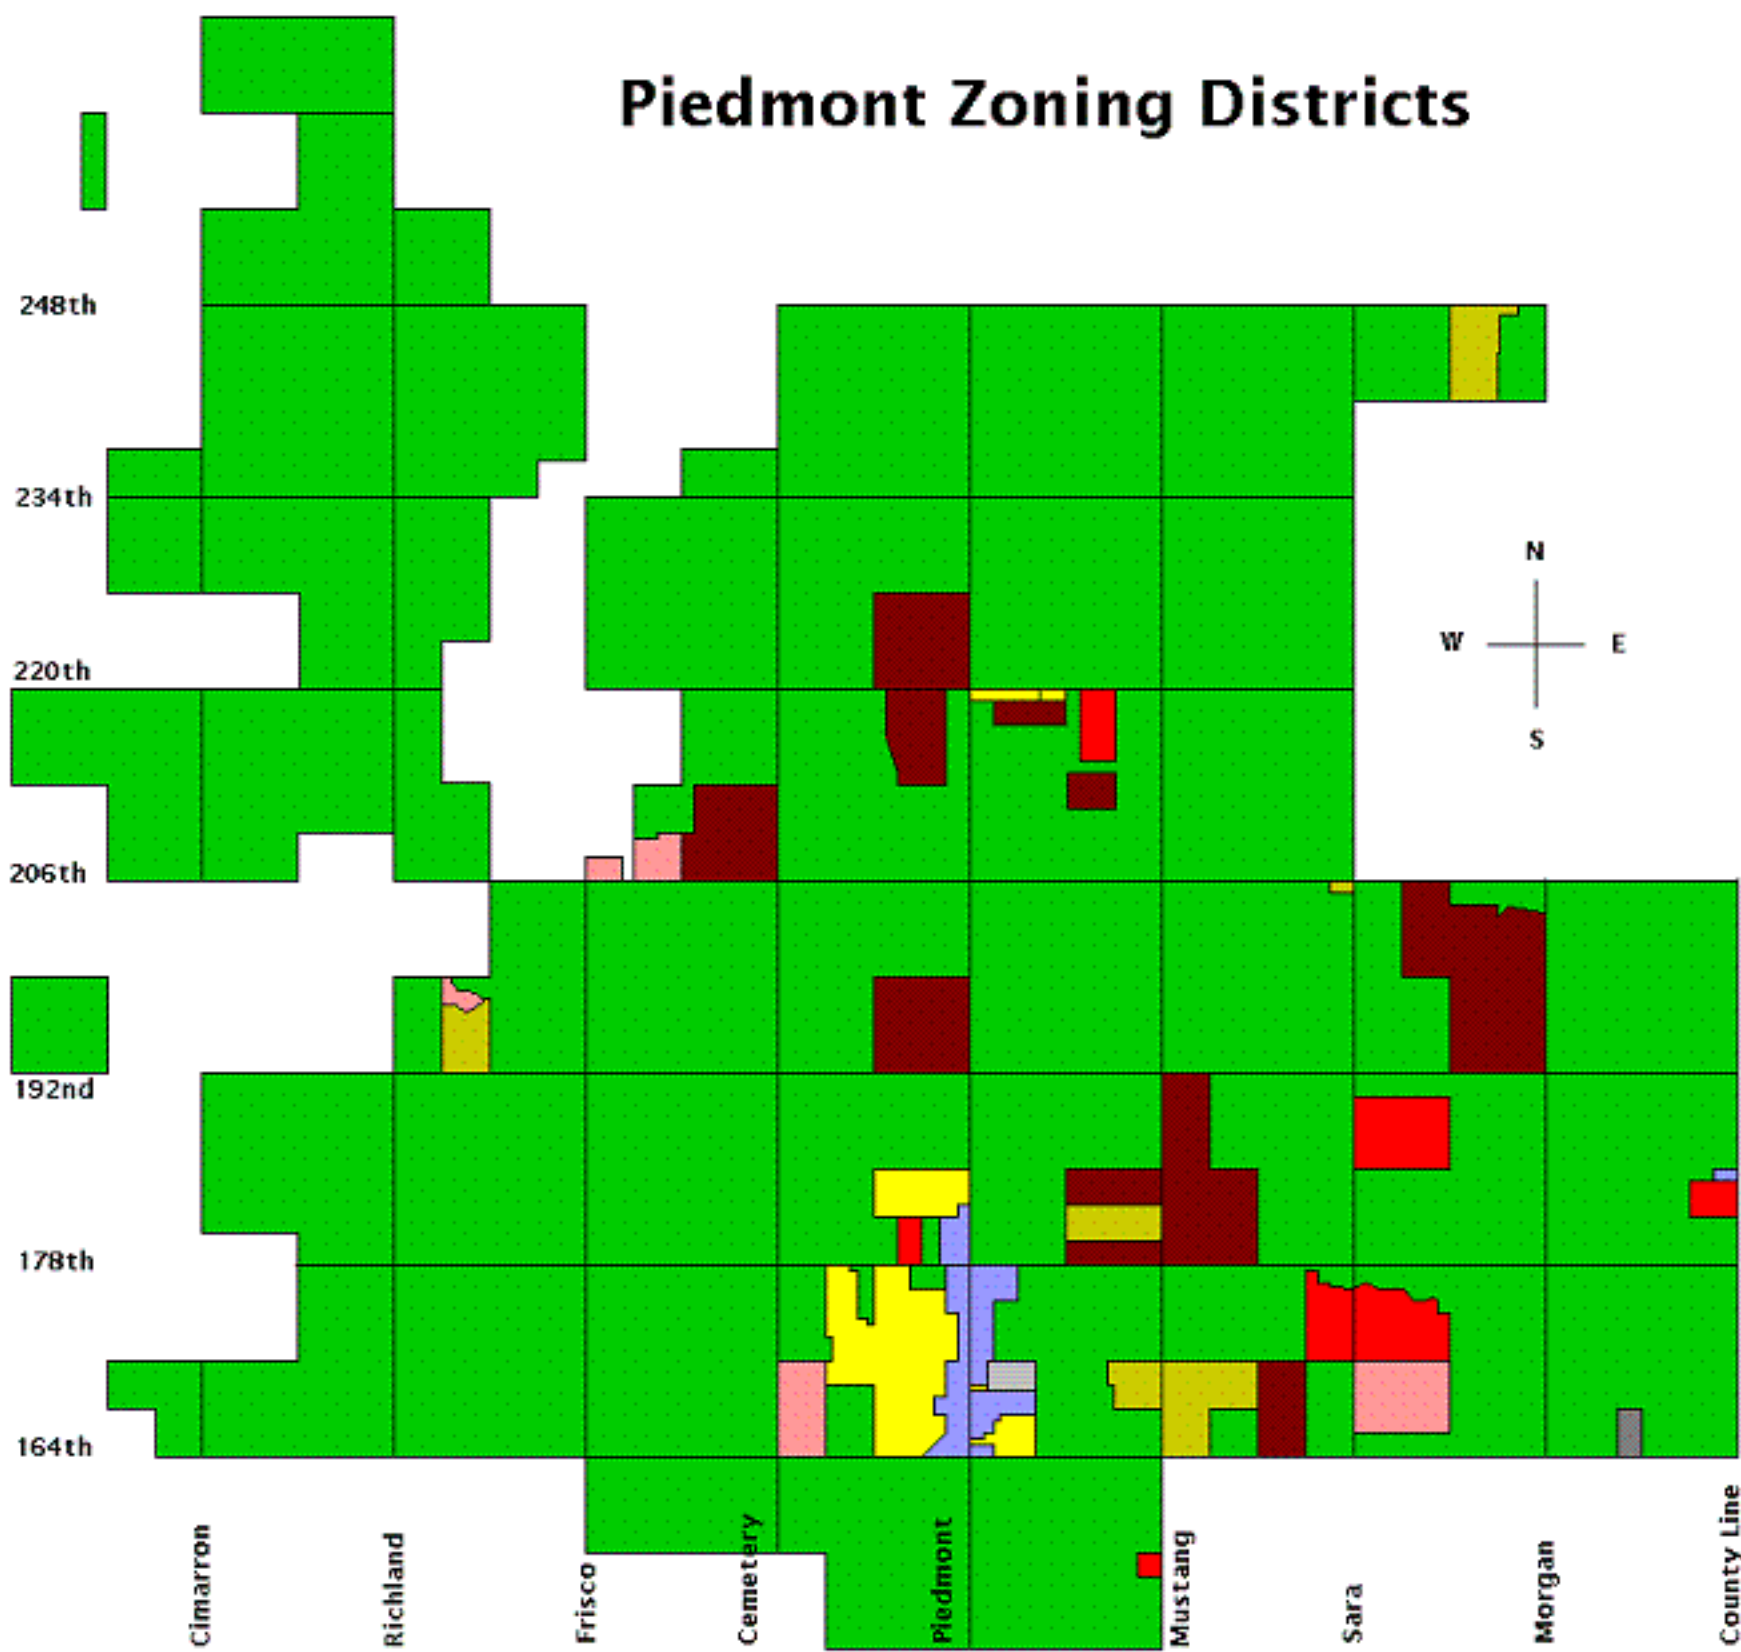 Piedmont Zoning Districts
248th
234th
N
W E
220th
S
206th
192nd
178th
164th
Cimarron
Richland
Frisco
Cemetery
Piedmont
Mustang
Sara
Morgan
County Line